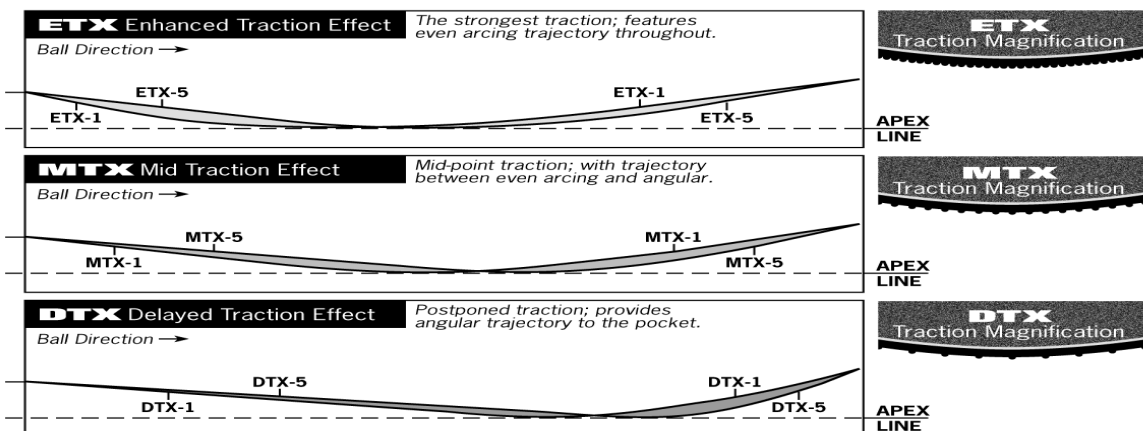 ETX Enhanced Traction Effect
The strongest traction; features
even arcing trajectory throughout.
Ball Direction →
ETX-5
ETX-1
ETX-1
ETX-5
ETX
Traction Magnification
APEX
LINE
MTX Mid Traction Effect
Mid-point traction; with trajectory
between even arcing and angular.
Ball Direction →
MTX-5
MTX-1
MTX-1
MTX-5
MTX
Traction Magnification
APEX
LINE
DTX Delayed Traction Effect
Postponed traction; provides
angular trajectory to the pocket.
Ball Direction →
DTX-5
DTX-1
DTX-1
DTX-5
DTX
Traction Magnification
APEX
LINE